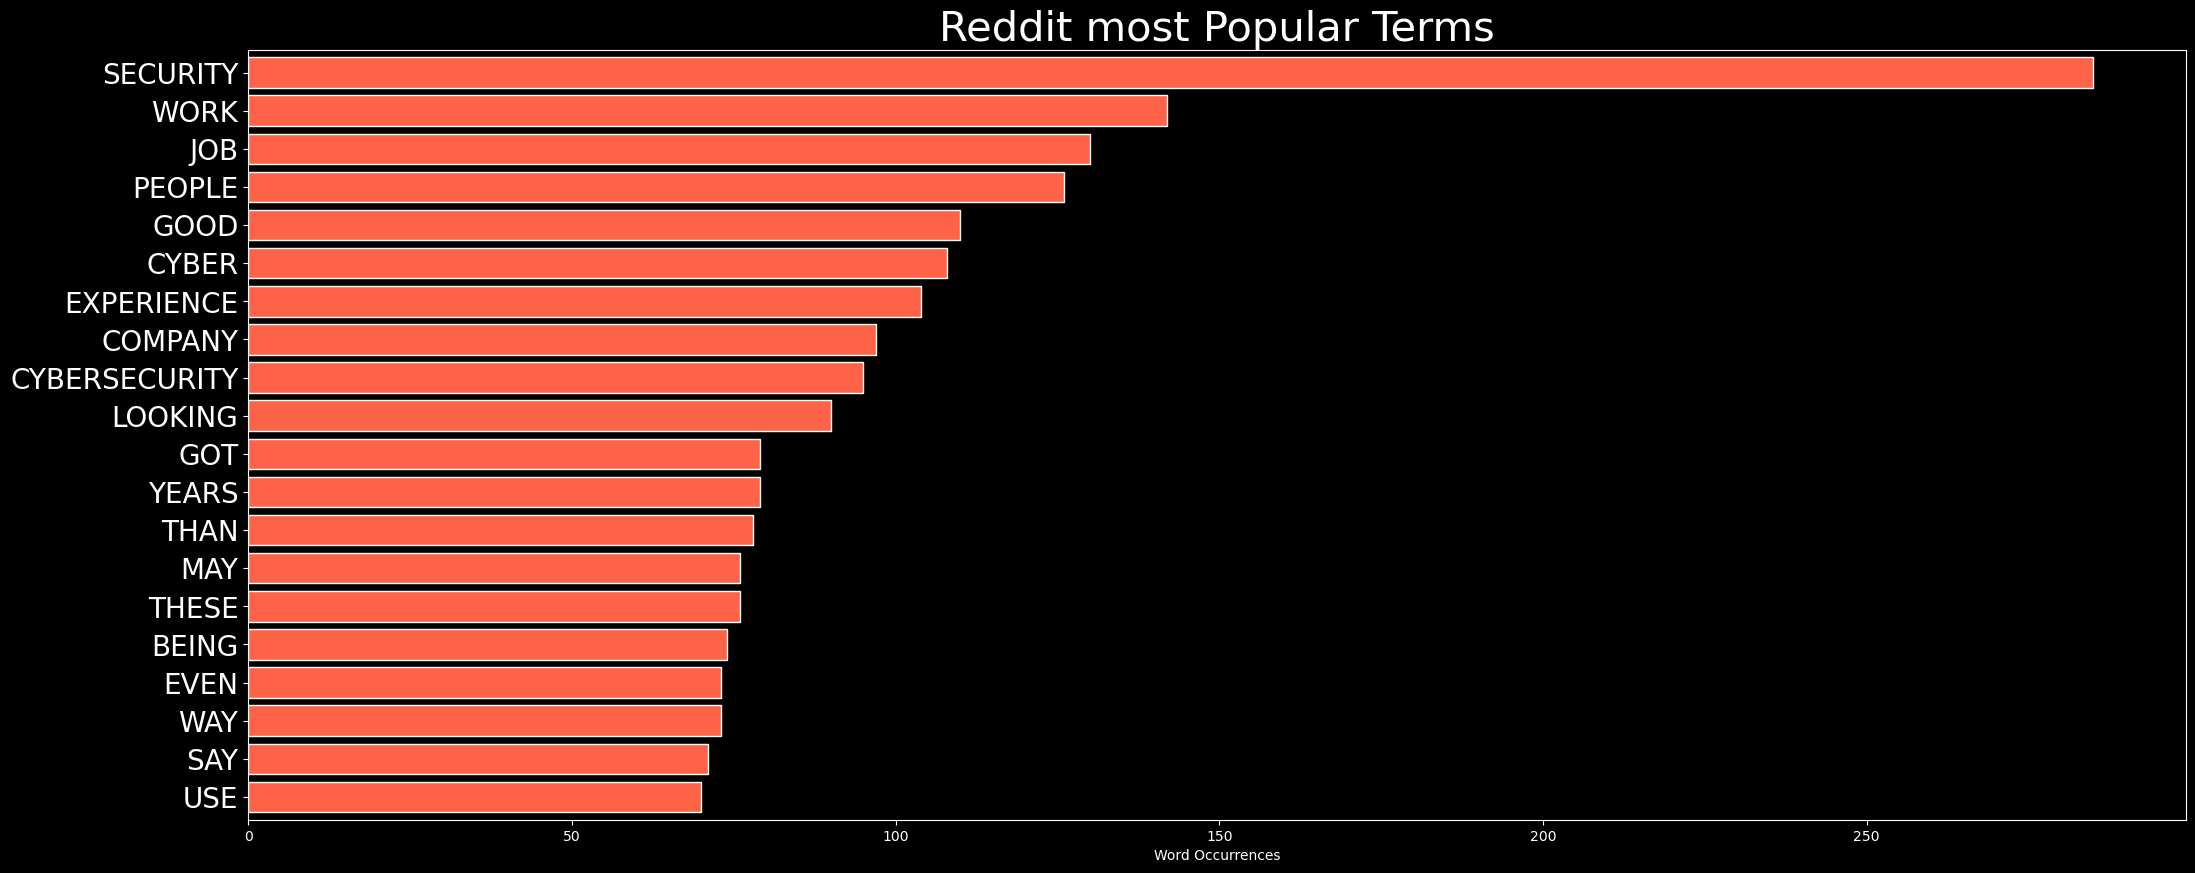 Reddit most Popular Terms
SECURITY
WORK
JOB
PEOPLE
GOOD
CYBER
EXPERIENCE
COMPANY
CYBERSECURITY
LOOKING
GOT
YEARS
THAN
MAY
THESE
BEING
EVEN
WAY
SAY
USE
0 50 100 150 200 250
Word Occurrences